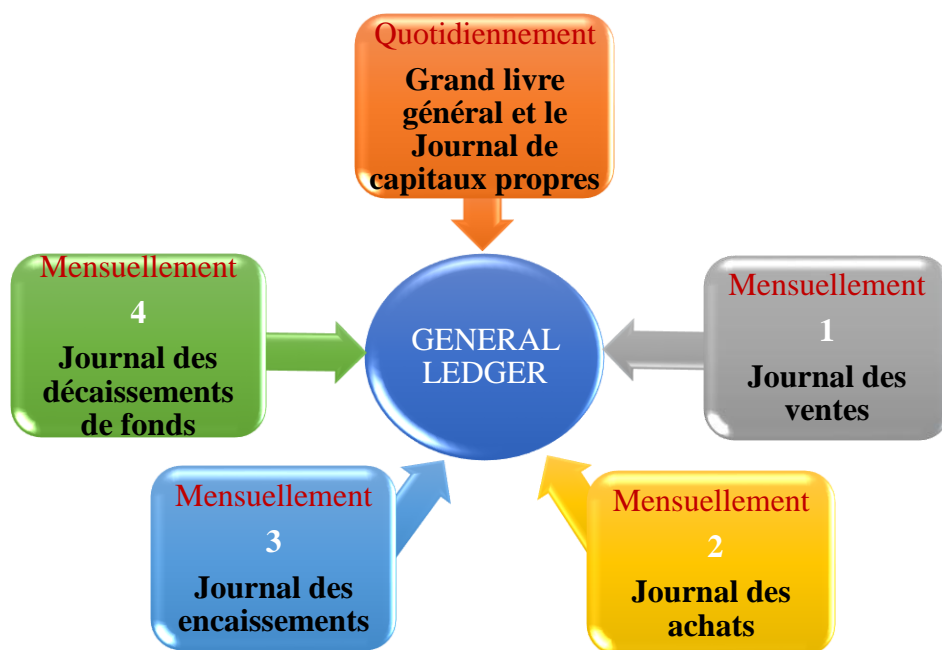 Quotidiennement
Grand livre
général et le
Journal de
capitaux propres
Mensuellement
4
Journal des
décaissements
de fonds
GENERAL
LEDGER
Mensuellement
1
Journal des
ventes
Mensuellement
3
Journal des
encaissements
Mensuellement
2
Journal des
achats